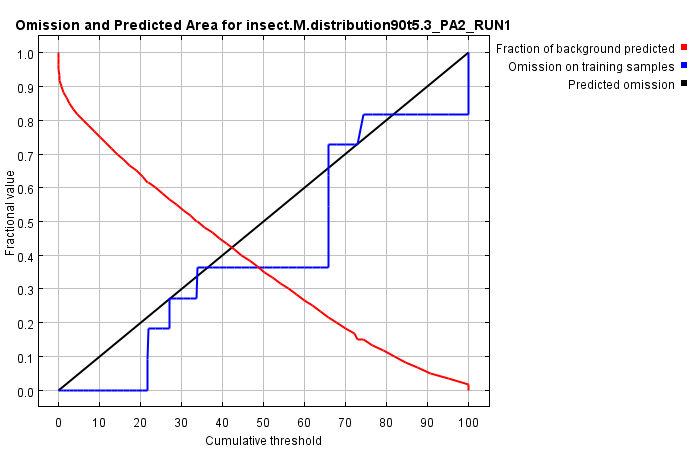 Omission and Predicted Area for insect.M.distribution90t5.3_PA2_RUN1
Fraction of background predicted
Omission on training samples
Predicted omission
Fractional value
1.0
0.9
0.8
0.7
0.6
0.5
0.4
0.3
0.2
0.1
0.0
0 10 20 30 40 50 60 70 80 90 100
Cumulative threshold